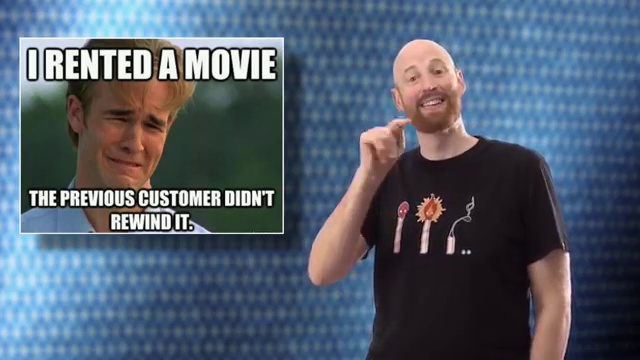 I RENTED A MOVIE
THE PREVIOUS CUSTOMER DIDN'T
REWIND IT.